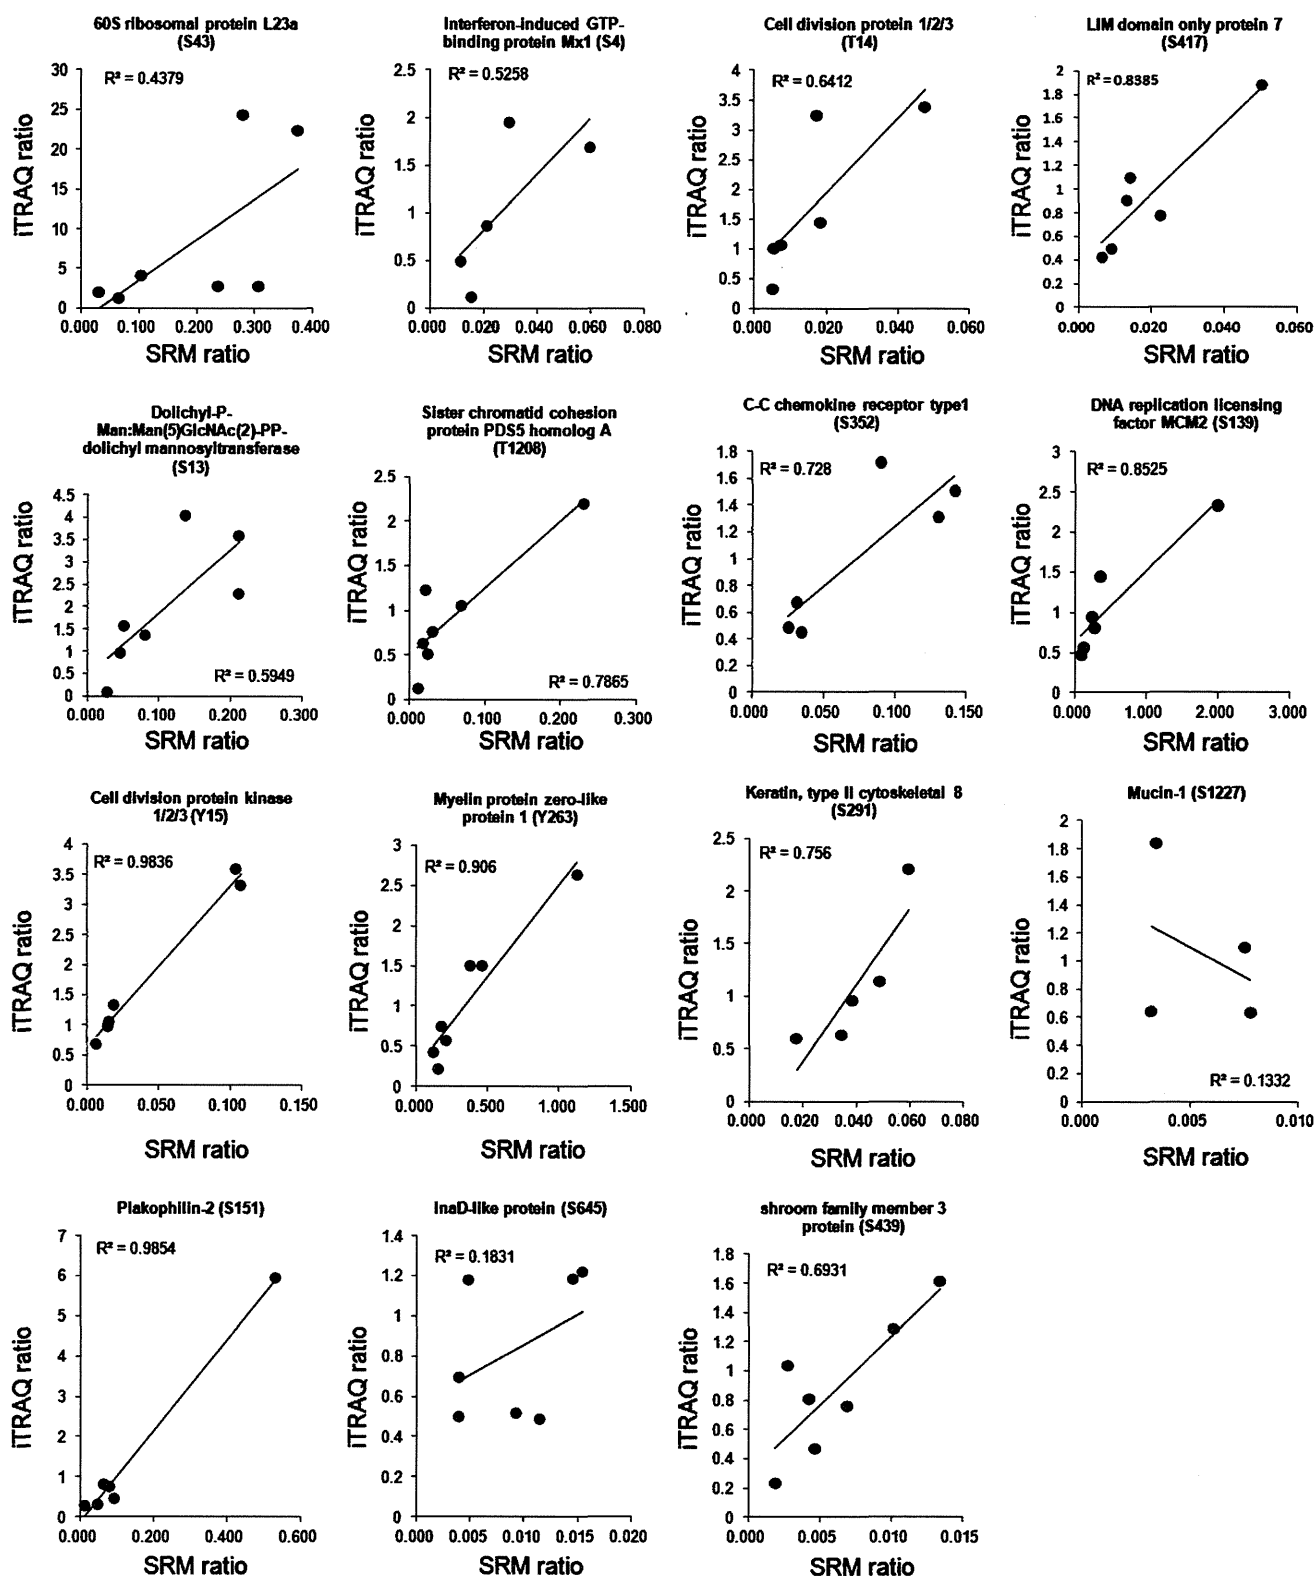 60S ribosomal protein L23a
(S43)
R² = 0.4379
30
25
20
15
10
5
0
iTRAQ ratio
0.000 0.100 0.200 0.300 0.400
SRM ratio
Interferon-induced GTP-
binding protein Mx1 (S4)
R² = 0.5258
2.5
2
1.5
1
0.5
0
iTRAQ ratio
0.000 0.020 0.040 0.060 0.080
SRM ratio
Cell division protein 1/2/3
(T14)
R² = 0.6412
4
3.5
3
2.5
2
1.5
1
0.5
0
iTRAQ ratio
0.000 0.020 0.040 0.060
SRM ratio
LIM domain only protein 7
(S417)
R² = 0.8385
2
1.8
1.6
1.4
1.2
1
0.8
0.6
0.4
0.2
0
iTRAQ ratio
0.000 0.020 0.040 0.060
SRM ratio
Dolichyl-P-
Man:Man(5)GlcNAc(2)-PP-
dolichyl mannosyltransferase
(S13)
4.5
4
3.5
3
2.5
2
1.5
1
0.5
0
iTRAQ ratio
R² = 0.5949
0.000 0.100 0.200 0.300
SRM ratio
Sister chromatid cohesion
protein PDS5 homolog A
(T1208)
2.5
2
1.5
1
0.5
0
iTRAQ ratio
R² = 0.7865
0.000 0.100 0.200 0.300
SRM ratio
C-C chemokine receptor type1
(S352)
R² = 0.728
1.8
1.6
1.4
1.2
1
0.8
0.6
0.4
0.2
0
iTRAQ ratio
0.000 0.050 0.100 0.150
SRM ratio
DNA replication licensing
factor MCM2 (S139)
R² = 0.8525
3
2.5
2
1.5
1
0.5
0
iTRAQ ratio
0.000 1.000 2.000 3.000
SRM ratio
Cell division protein kinase
1/2/3 (Y15)
R² = 0.9836
4
3.5
3
2.5
2
1.5
1
0.5
0
iTRAQ ratio
0.000 0.050 0.100 0.150
SRM ratio
Myelin protein zero-like
protein 1 (Y263)
R² = 0.906
3
2.5
2
1.5
1
0.5
0
iTRAQ ratio
0.000 0.500 1.000 1.500
SRM ratio
Keratin, type II cytoskeletal 8
(S291)
R² = 0.756
2.5
2
1.5
1
0.5
0
iTRAQ ratio
0.000 0.020 0.040 0.060 0.080
SRM ratio
Mucin-1 (S1227)
2
1.8
1.6
1.4
1.2
1
0.8
0.6
0.4
0.2
0
iTRAQ ratio
R² = 0.1332
0.000 0.005 0.010
SRM ratio
Plakophilin-2 (S151)
R² = 0.9854
7
6
5
4
3
2
1
0
iTRAQ ratio
0.000 0.200 0.400 0.600
SRM ratio
InaD-like protein (S645)
R² = 0.1831
1.4
1.2
1
0.8
0.6
0.4
0.2
0
iTRAQ ratio
0.000 0.005 0.010 0.015 0.020
SRM ratio
shroom family member 3
protein (S439)
R² = 0.6931
1.8
1.6
1.4
1.2
1
0.8
0.6
0.4
0.2
0
iTRAQ ratio
0.000 0.005 0.010 0.015
SRM ratio